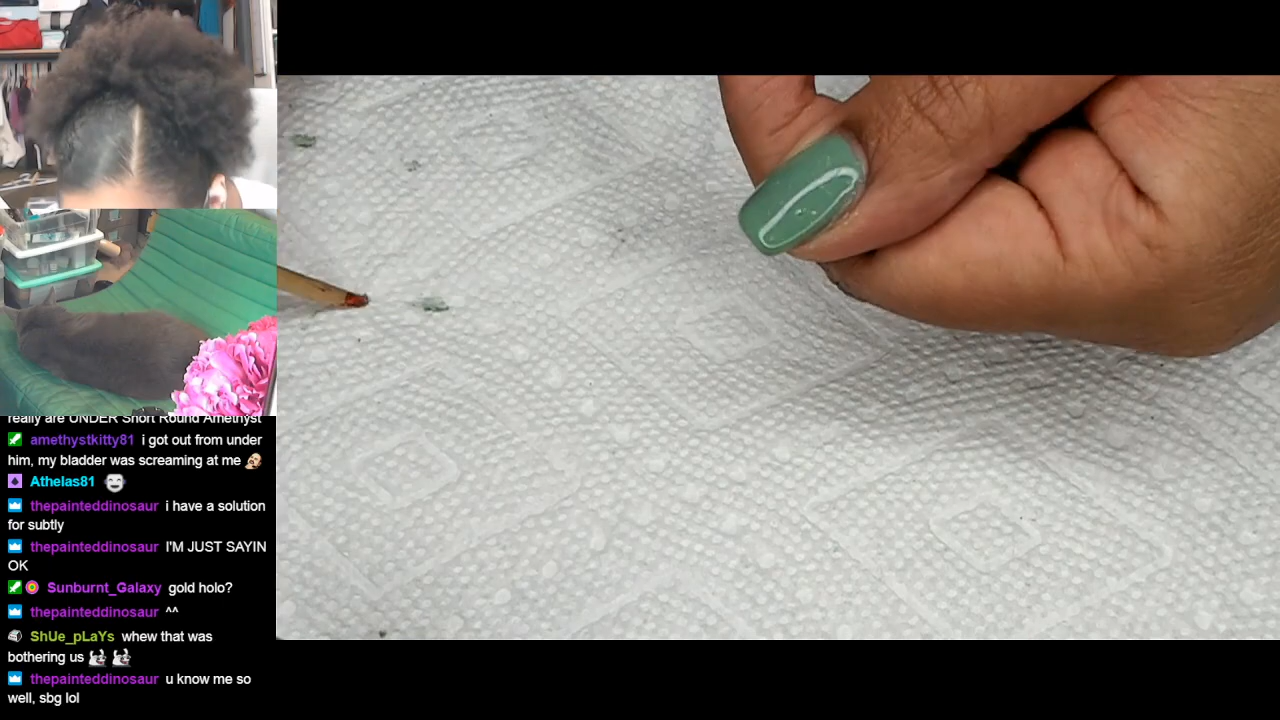 really are UNDER Short Round Amethyst
amethystkitty81 i got out from under
him, my bladder was screaming at me
Athelas81
thepainteddinosaur i have a solution
for subtly
thepainteddinosaur I'M JUST SAYIN
OK
Sunburnt_Galaxy gold holo?
thepainteddinosaur ^^
ShUe_pLaYs whew that was
bothering us
thepainteddinosaur u know me so
well, sbg lol